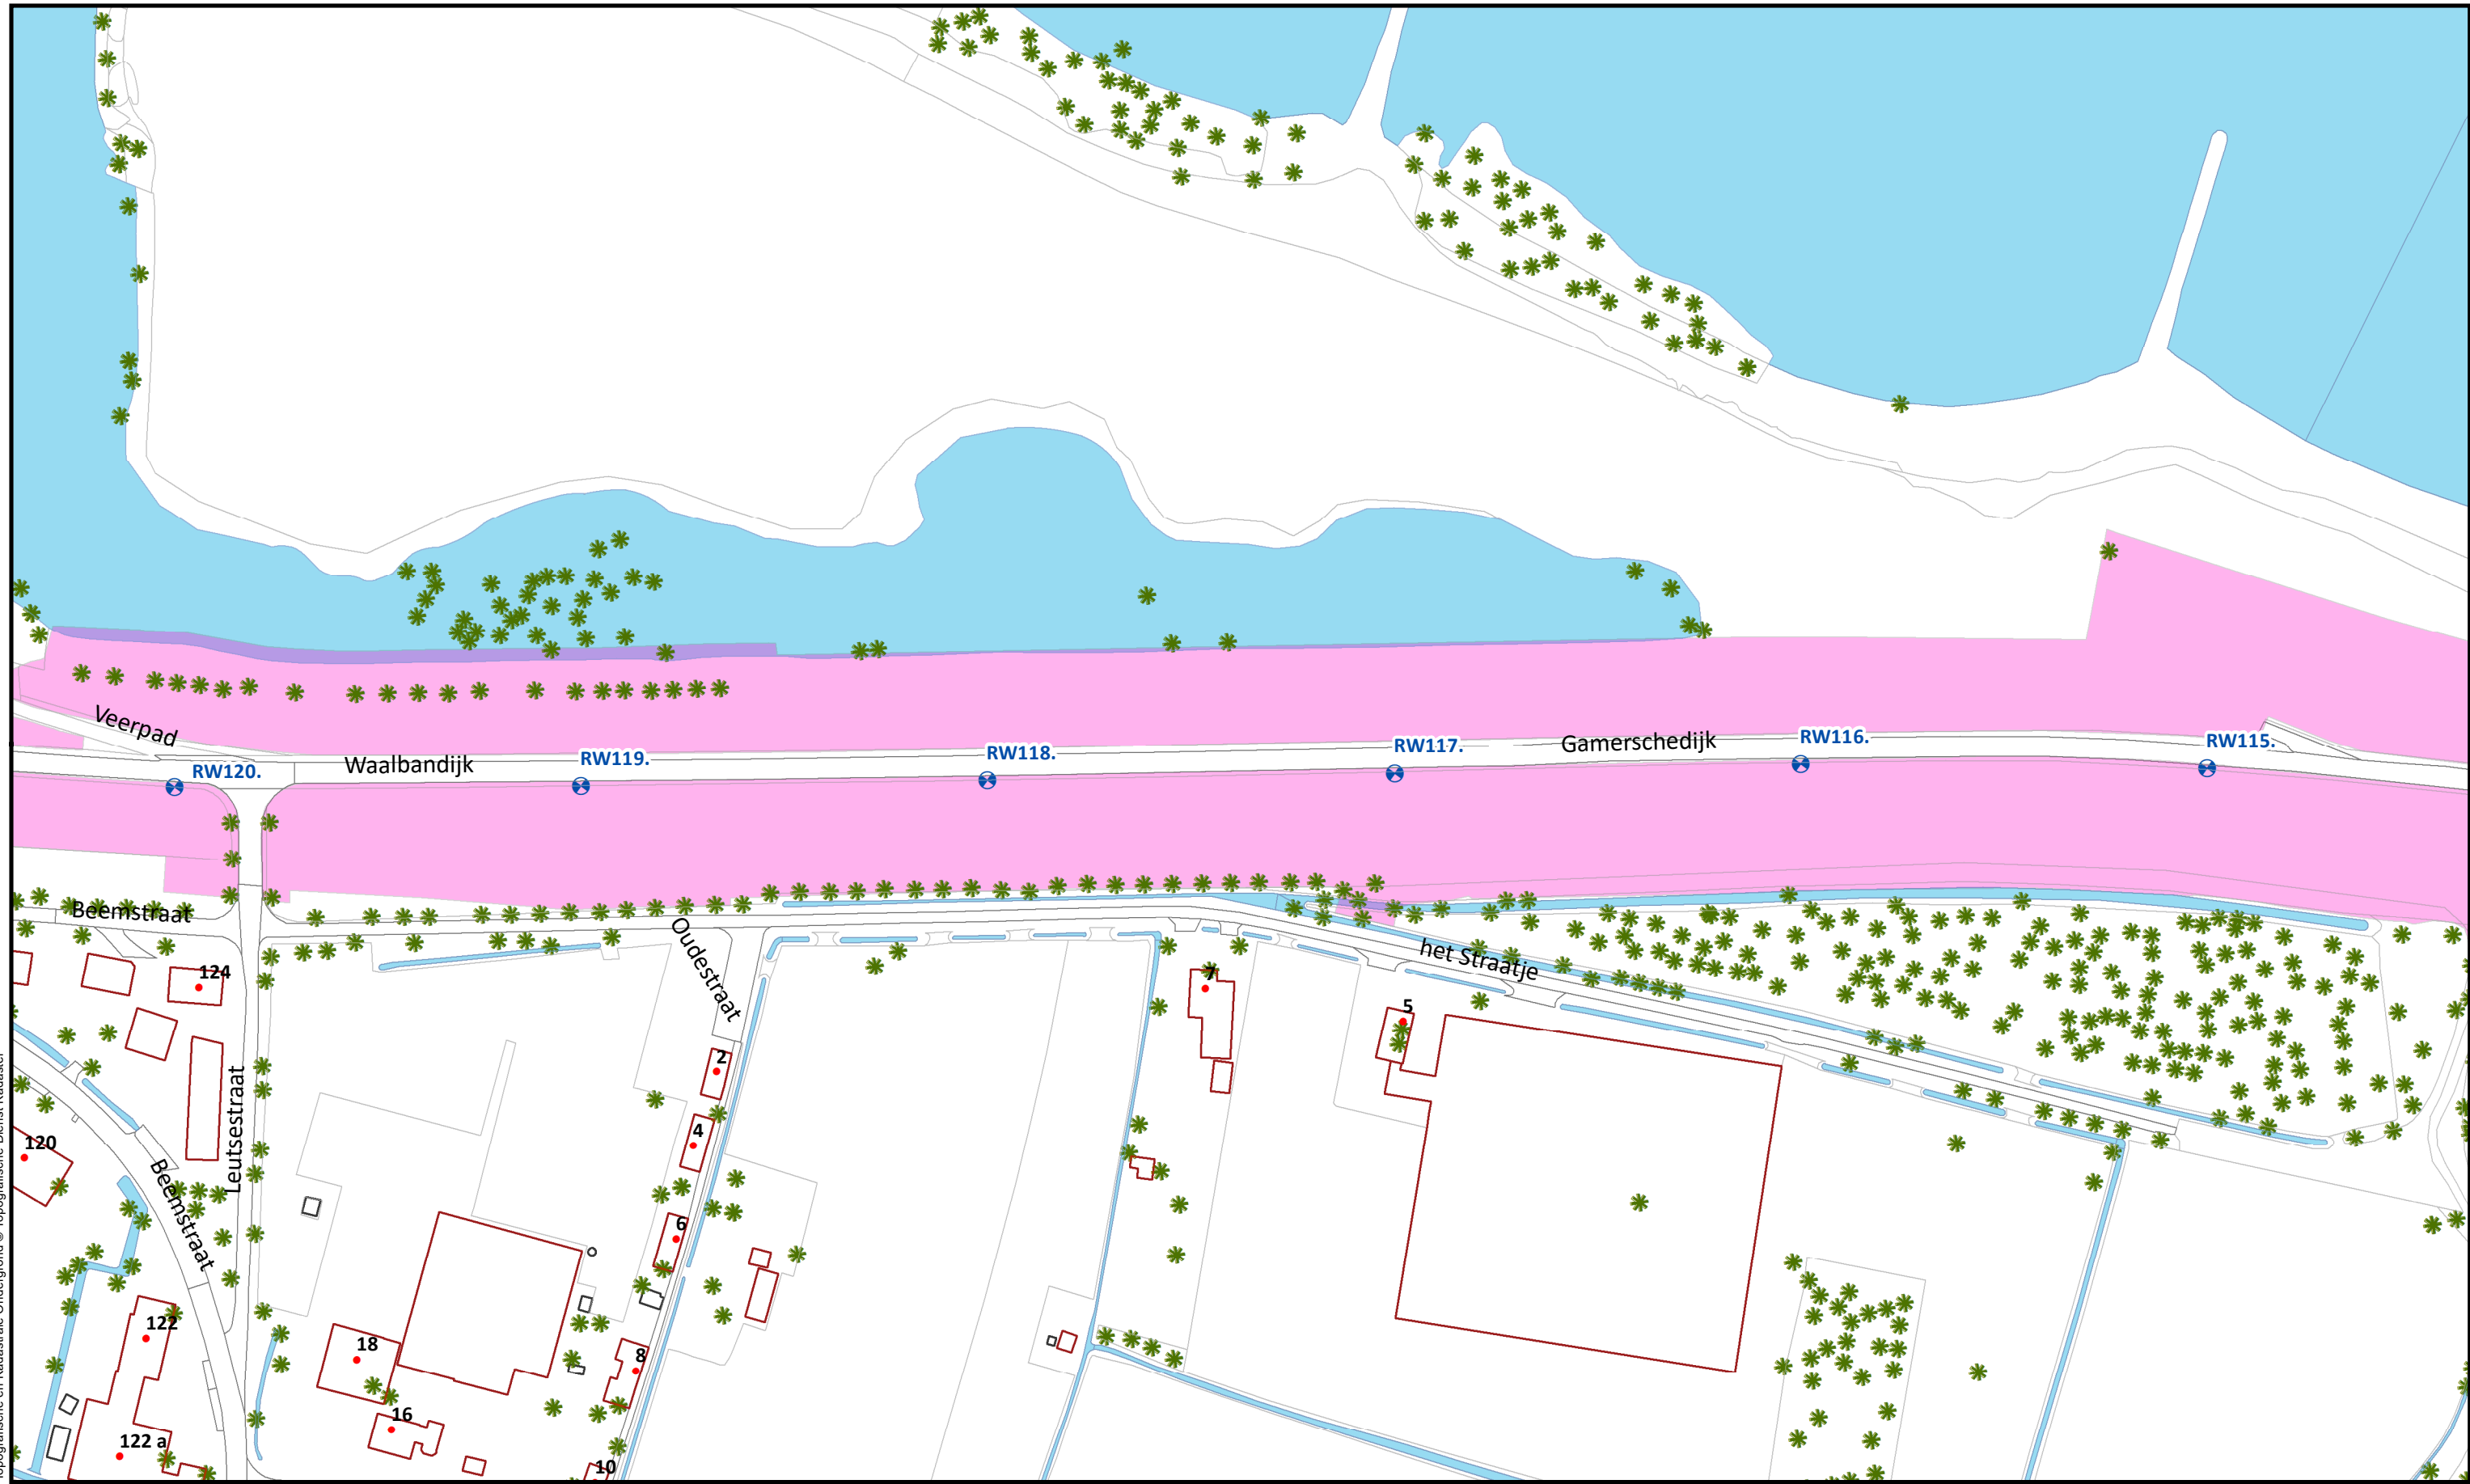 Veerpad
Waalbandijk
Gamerschedijk
RW120.
RW119.
RW118.
RW117.
RW116.
RW115.
Beemstraat
Oudestraat
het Straatje
124
7
5
Leutsestraat
2
4
120
Beemstraat
6
122
18
8
16
122 a
10